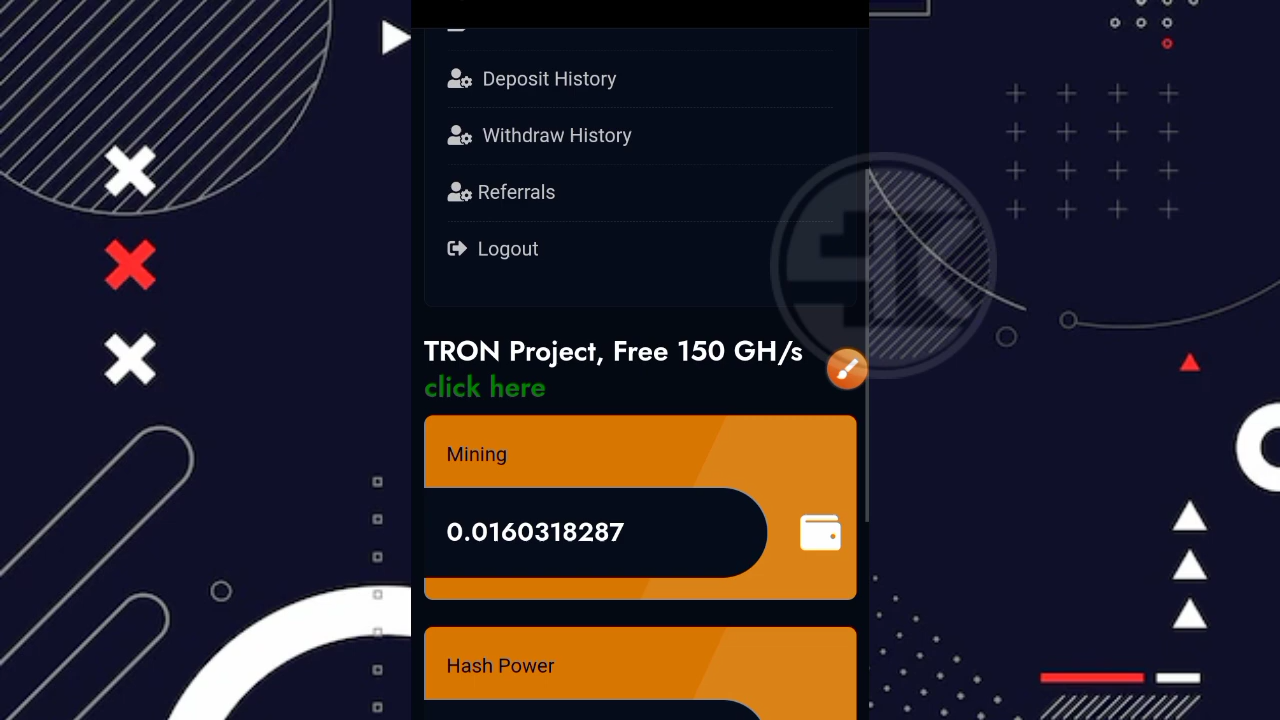 Deposit History
Withdraw History
Referrals
Logout
TRON Project, Free 150 GH/s
click here
Mining
0.0160318287
Hash Power